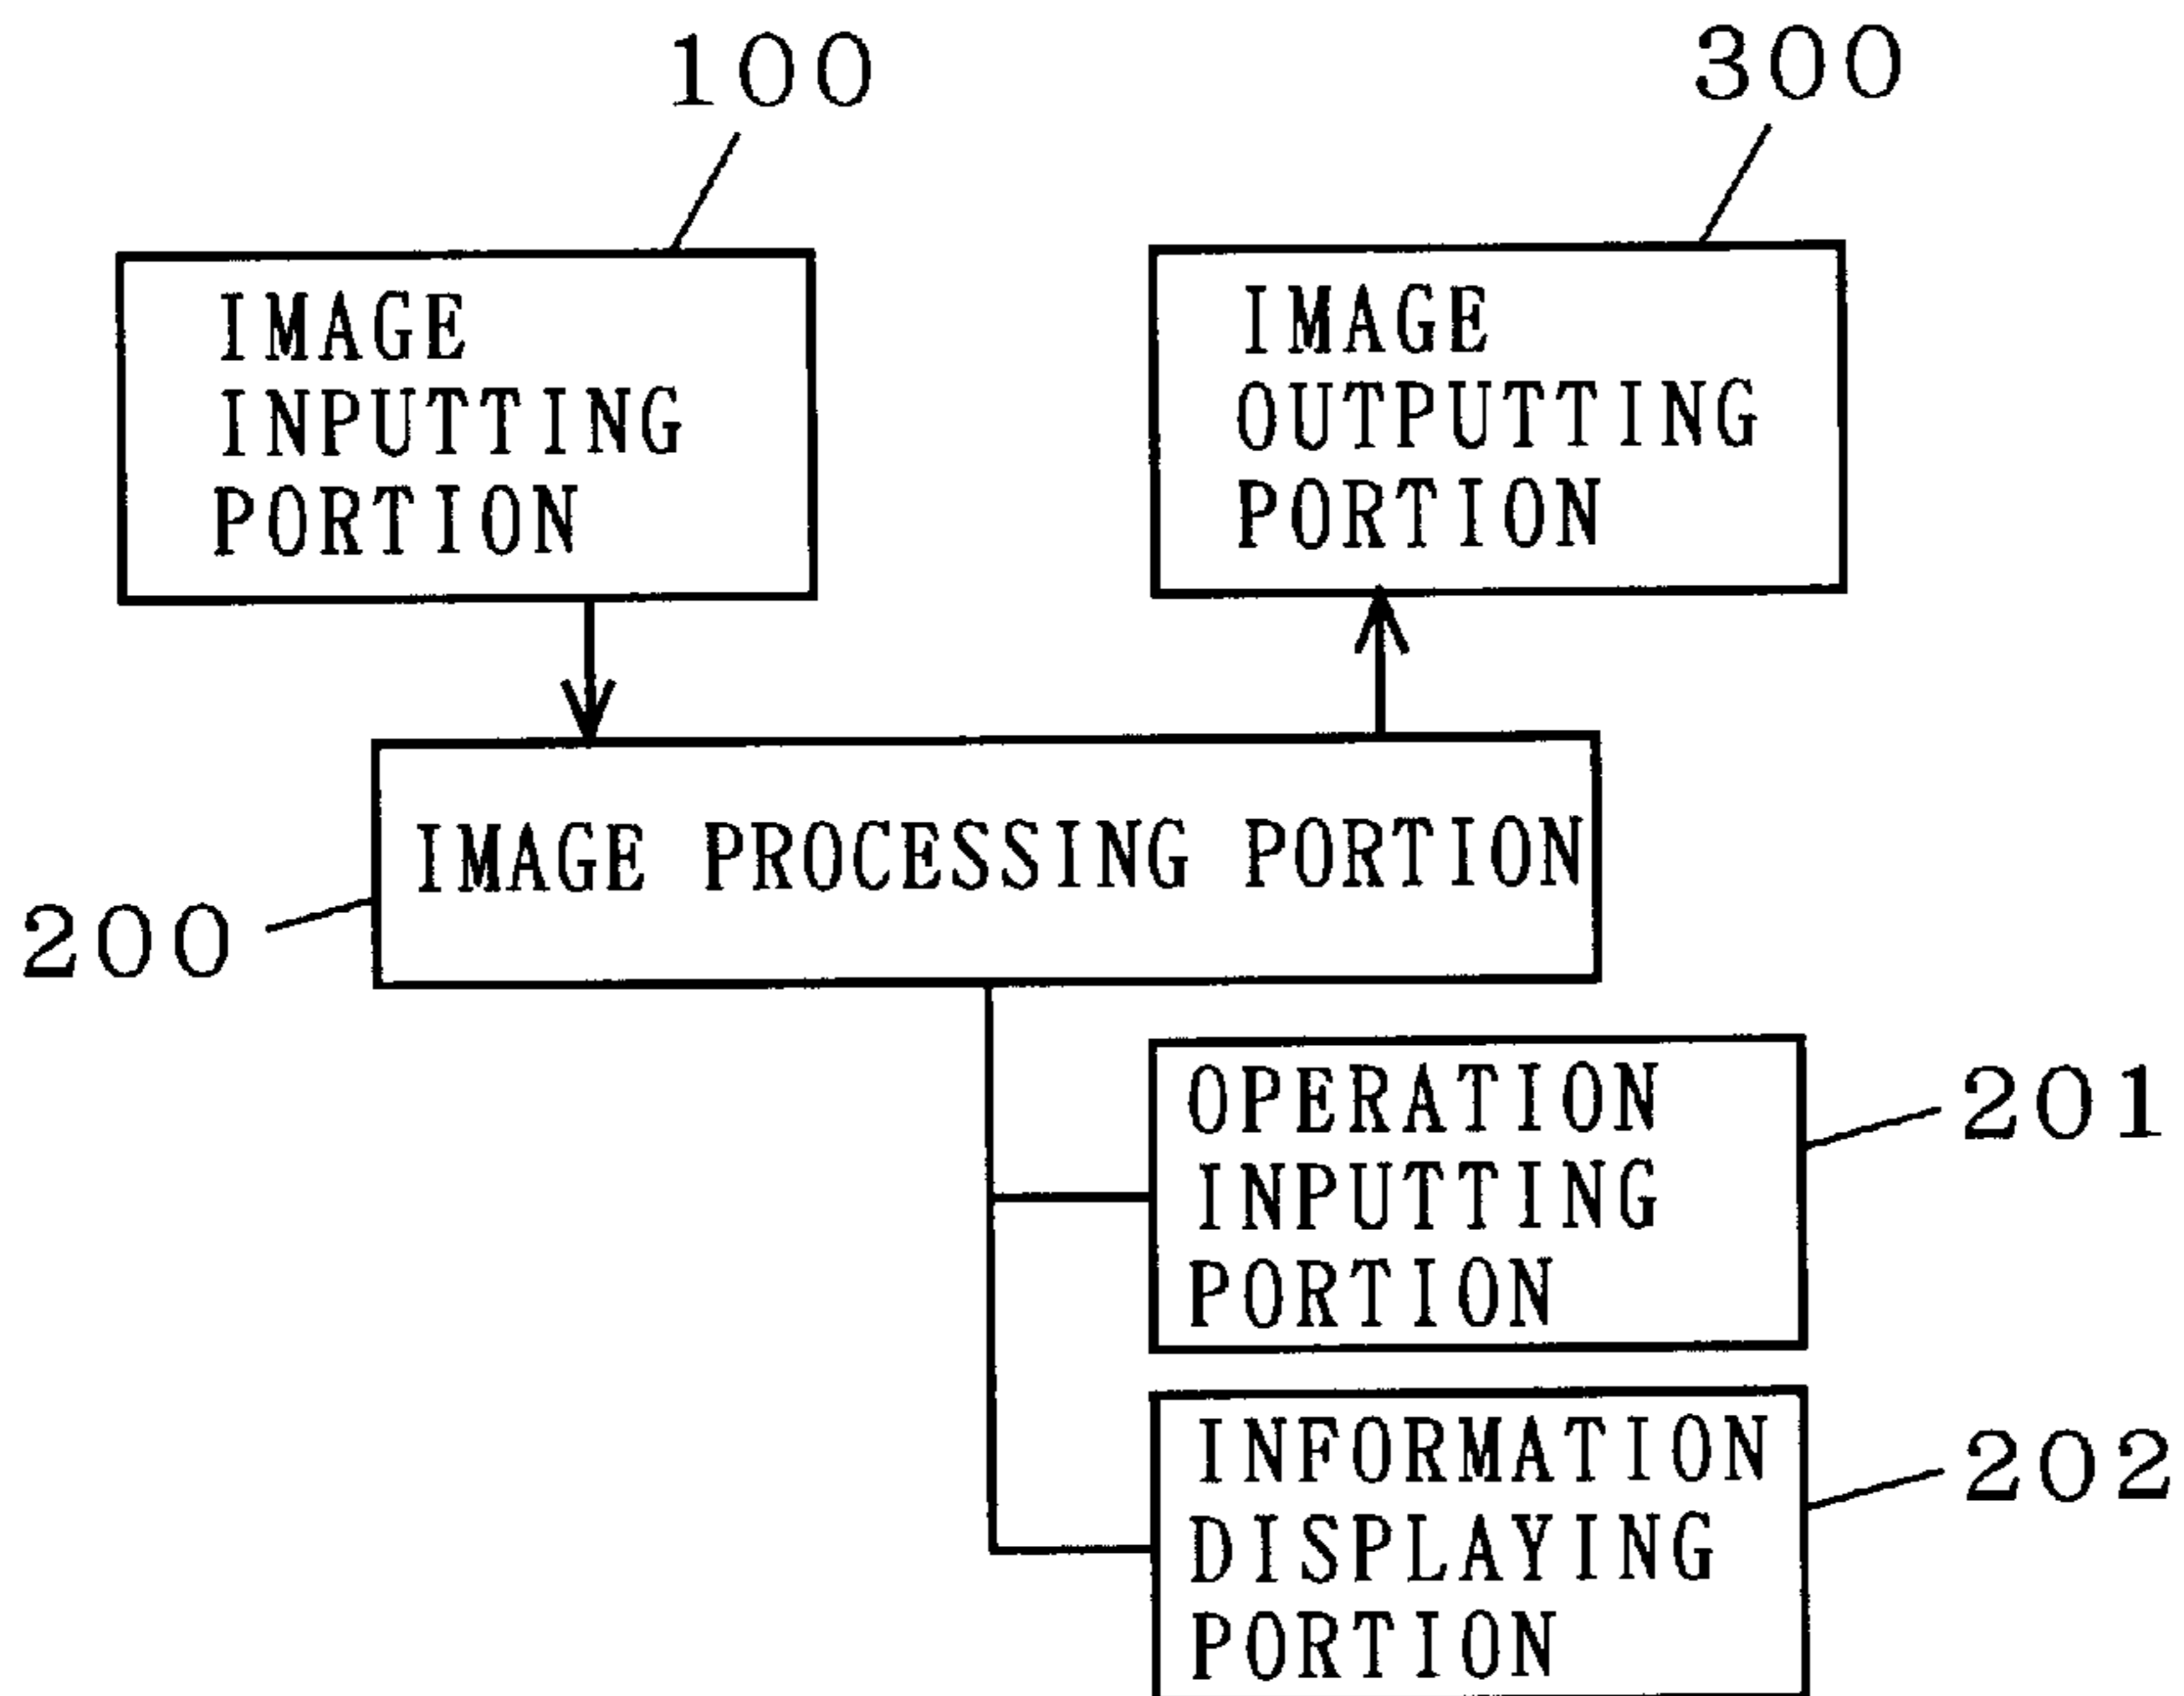 100
300
IMAGE
INPUTTING
PORTION
IMAGE
OUTPUTTING
PORTION
IMAGE PROCESSING PORTION
200
OPERATION
INPUTTING
PORTION
201
INFORMATION
DISPLAYING
PORTION
202